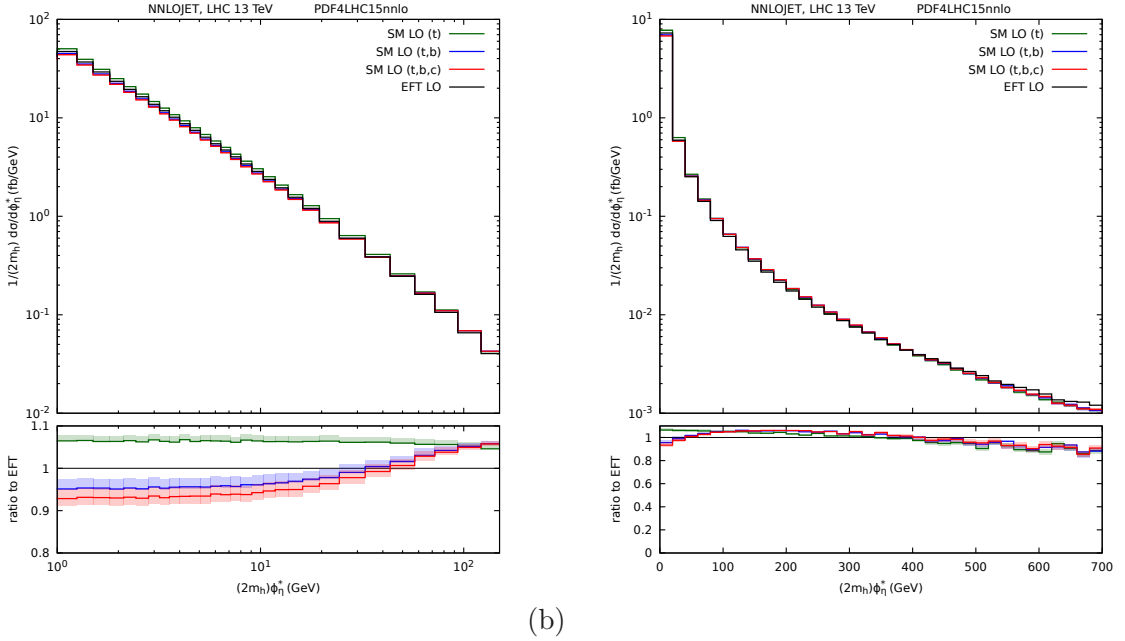 NNLOJET, LHC 13 TeV PDF4LHC15nnlo
SM LO (t)
SM LO (t,b)
SM LO (t,b,c)
EFT LO
1/(2m_h) dσ/dϕ*_η (fb/GeV)
10^2
10^1
10^0
10^-1
10^-2
ratio to EFT
1.1
1
0.9
0.8
10^0 10^1 10^2
(2m_h)ϕ*_η (GeV)
NNLOJET, LHC 13 TeV PDF4LHC15nnlo
SM LO (t)
SM LO (t,b)
SM LO (t,b,c)
EFT LO
1/(2m_h) dσ/dϕ*_η (fb/GeV)
10^1
10^0
10^-1
10^-2
10^-3
ratio to EFT
1
0.8
0.6
0.4
0.2
0
0 100 200 300 400 500 600 700
(2m_h)ϕ*_η (GeV)
(b)